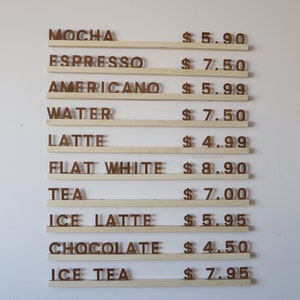 MOCHA $ 5.90
ESPRESSO $ 7.50
AMERICANO $ 5.99
WATER $ 7.50
LATTE $ 4.99
FLAT WHITE $ 8.90
TEA $ 7.00
ICE LATTE $ 5.95
CHOCOLATE $ 4.50
ICE TEA $ 7.95